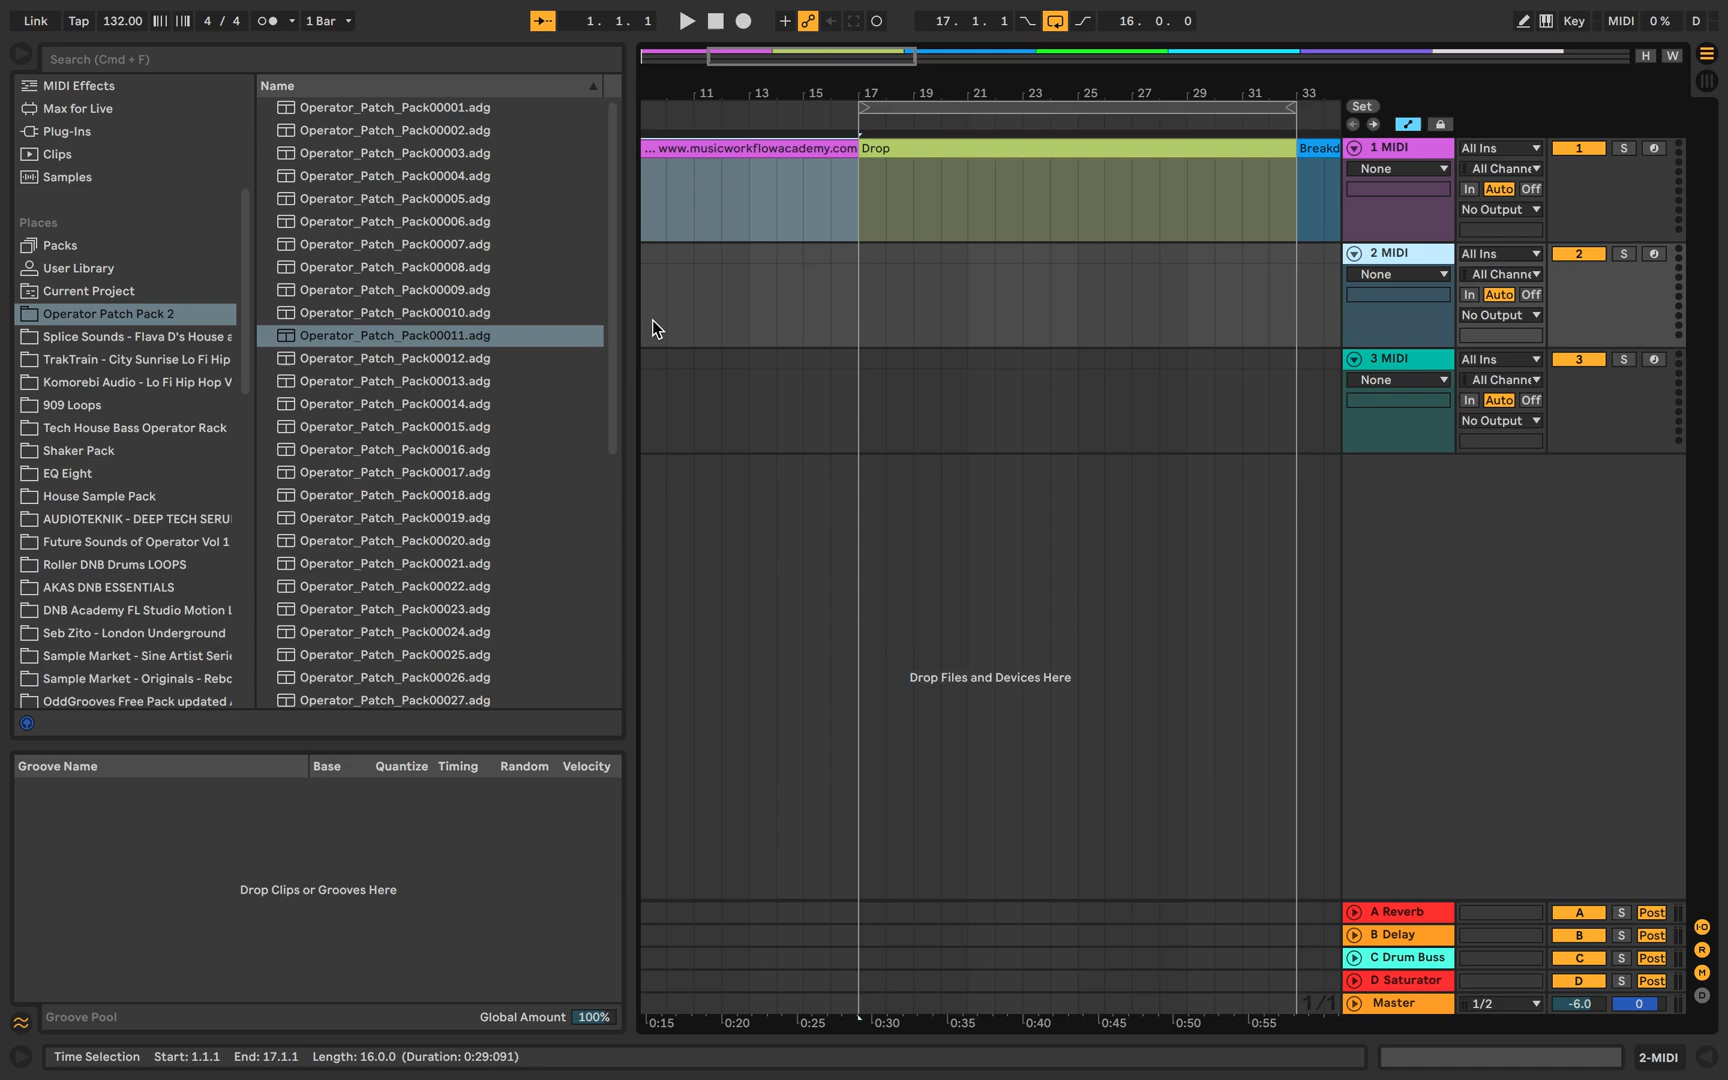 Link Tap 132.00 4 / 4 1 Bar 1. 1. 1 17. 1. 1 16. 0. 0 Key MIDI 0 % D
Search (Cmd + F)
MIDI Effects
Max for Live
Plug-Ins
Clips
Samples
Places
Packs
User Library
Current Project
Operator Patch Pack 2
Splice Sounds - Flava D's House a
TrakTrain - City Sunrise Lo Fi Hip
Komorebi Audio - Lo Fi Hip Hop V
909 Loops
Tech House Bass Operator Rack
Shaker Pack
EQ Eight
House Sample Pack
AUDIOTEKNIK - DEEP TECH SERU
Future Sounds of Operator Vol 1
Roller DNB Drums LOOPS
AKAS DNB ESSENTIALS
DNB Academy FL Studio Motion L
Seb Zito - London Underground
Sample Market - Sine Artist Serie
Sample Market - Originals - Rebo
OddGrooves Free Pack updated
Name
Operator_Patch_Pack00001.adg
Operator_Patch_Pack00002.adg
Operator_Patch_Pack00003.adg
Operator_Patch_Pack00004.adg
Operator_Patch_Pack00005.adg
Operator_Patch_Pack00006.adg
Operator_Patch_Pack00007.adg
Operator_Patch_Pack00008.adg
Operator_Patch_Pack00009.adg
Operator_Patch_Pack00010.adg
Operator_Patch_Pack00011.adg
Operator_Patch_Pack00012.adg
Operator_Patch_Pack00013.adg
Operator_Patch_Pack00014.adg
Operator_Patch_Pack00015.adg
Operator_Patch_Pack00016.adg
Operator_Patch_Pack00017.adg
Operator_Patch_Pack00018.adg
Operator_Patch_Pack00019.adg
Operator_Patch_Pack00020.adg
Operator_Patch_Pack00021.adg
Operator_Patch_Pack00022.adg
Operator_Patch_Pack00023.adg
Operator_Patch_Pack00024.adg
Operator_Patch_Pack00025.adg
Operator_Patch_Pack00026.adg
Operator_Patch_Pack00027.adg
Groove Name Base Quantize Timing Random Velocity
Drop Clips or Grooves Here
Groove Pool Global Amount 100%
H W
11 13 15 17 19 21 23 25 27 29 31 33
Set
... www.musicworkflowacademy.com Drop Breakd
1 MIDI All Ins 1 S
None All Channe
In Auto Off
No Output
2 MIDI All Ins 2 S
None All Channe
In Auto Off
No Output
3 MIDI All Ins 3 S
None All Channe
In Auto Off
No Output
Drop Files and Devices Here
A Reverb A S Post
B Delay B S Post
C Drum Buss C S Post
D Saturator D S Post
1/1 Master 1/2 -6.0 0
0:15 0:20 0:25 0:30 0:35 0:40 0:45 0:50 0:55
I·O
R
M
D
Time Selection Start: 1.1.1 End: 17.1.1 Length: 16.0.0 (Duration: 0:29:091)
2-MIDI